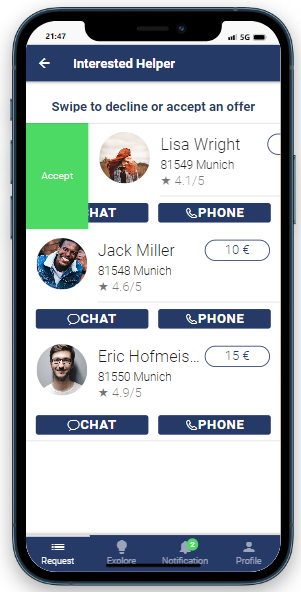 21:47
5G
Interested Helper
Swipe to decline or accept an offer
Accept
Lisa Wright
81549 Munich
★ 4.1/5
CHAT
PHONE
Jack Miller
10 €
81548 Munich
★ 4.6/5
CHAT
PHONE
Eric Hofmeis...
15 €
81550 Munich
★ 4.9/5
CHAT
PHONE
2
Request
Explore
Notification
Profile